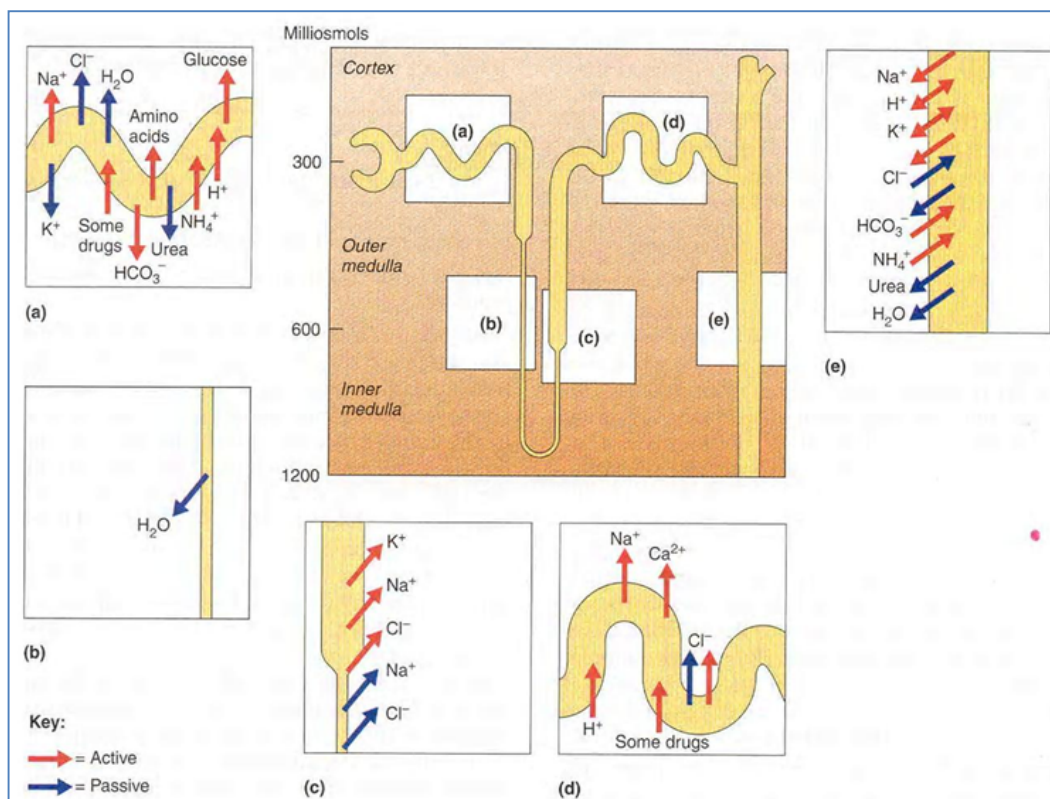 Milliosmols
Cortex
300
Outer
medulla
600
Inner
medulla
1200
(a)
(b)
(c)
(d)
(e)
Na⁺
Cl⁻
H₂O
Glucose
Amino
acids
K⁺
Some
drugs
HCO₃⁻
Urea
NH₄⁺
H⁺
(a)
H₂O
(b)
Key:
= Active
= Passive
K⁺
Na⁺
Cl⁻
Na⁺
Cl⁻
(c)
Na⁺
Ca²⁺
Cl⁻
H⁺
Some drugs
(d)
Na⁺
H⁺
K⁺
Cl⁻
HCO₃⁻
NH₄⁺
Urea
H₂O
(e)